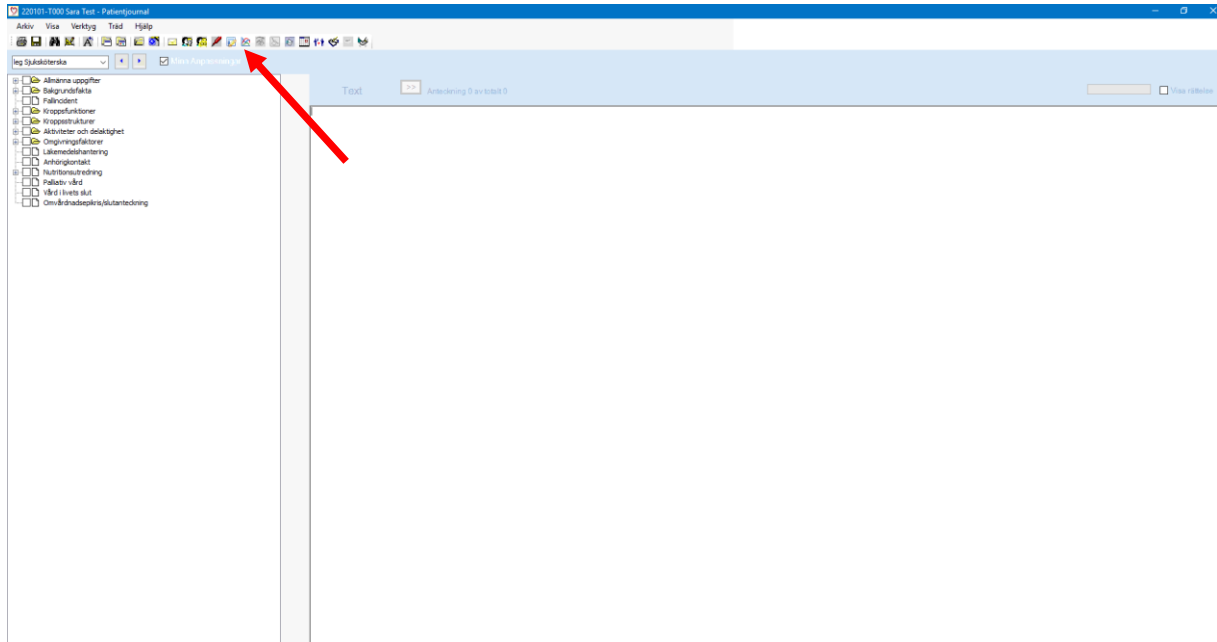 220101-T000 Sara Test - Patientjournal
Arkiv Visa Verktyg Träd Hjälp
leg Sjuksköterska Mina Anpassningar
Allmänna uppgifter
Bakgrundsfakta
Fallincident
Kroppsfunktioner
Kroppsstrukturer
Aktiviteter och delaktighet
Omgivningsfaktorer
Läkemedelshantering
Anhörigkontakt
Nutritionsutredning
Palliativ vård
Vård i livets slut
Omvårdnadsepikris/slutanteckning
Text >> Anteckning 0 av totalt 0 Visa rättelse